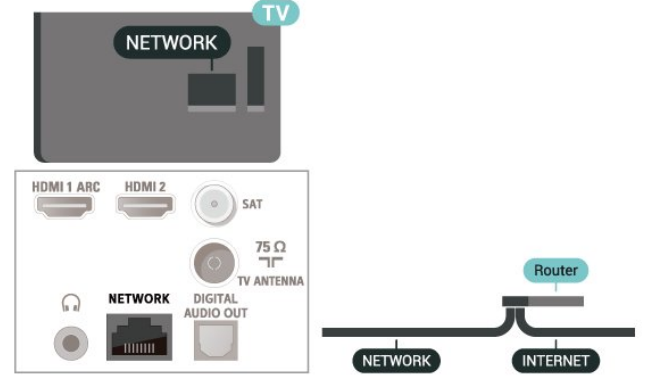 TV
NETWORK
HDMI 1 ARC
HDMI 2
SAT
75 Ω
TV ANTENNA
NETWORK
DIGITAL
AUDIO OUT
Router
NETWORK
INTERNET